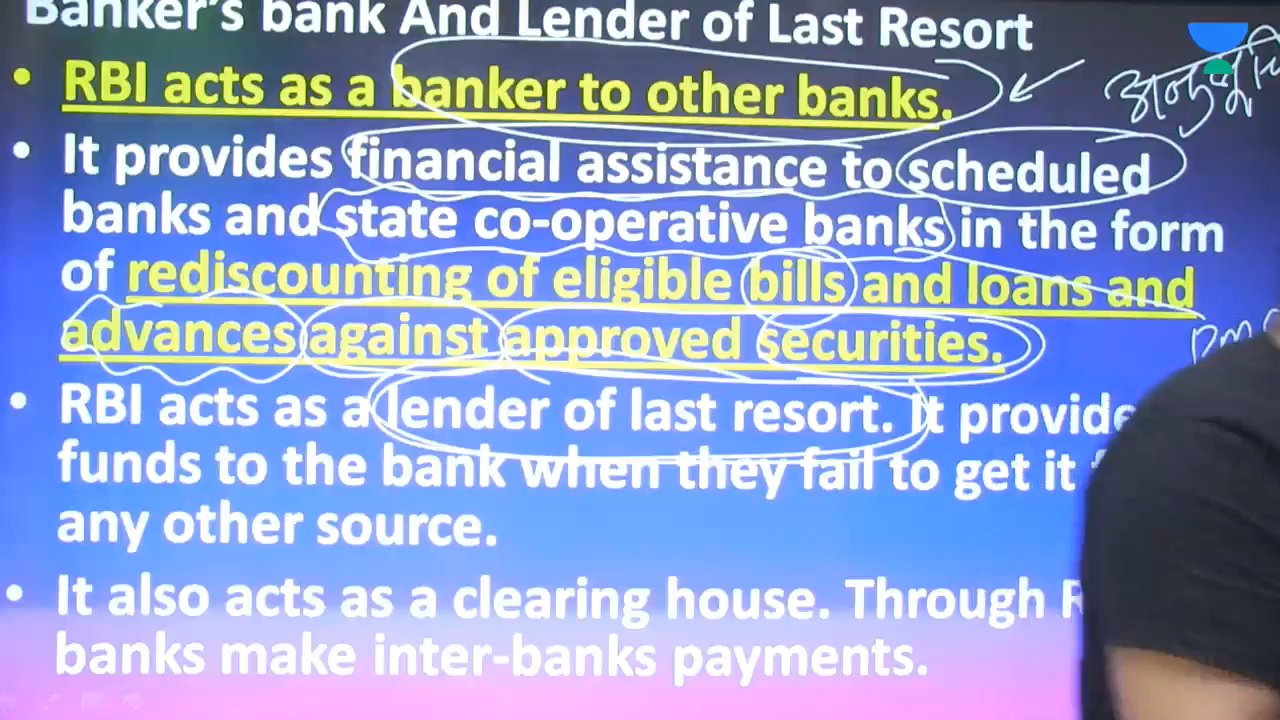 Banker's bank And Lender of Last Resort
• RBI acts as a banker to other banks.
• It provides financial assistance to scheduled
banks and state co-operative banks in the form
of rediscounting of eligible bills and loans and
advances against approved securities.
• RBI acts as a lender of last resort. It provide
funds to the bank when they fail to get it
any other source.
• It also acts as a clearing house. Through
banks make inter-banks payments.